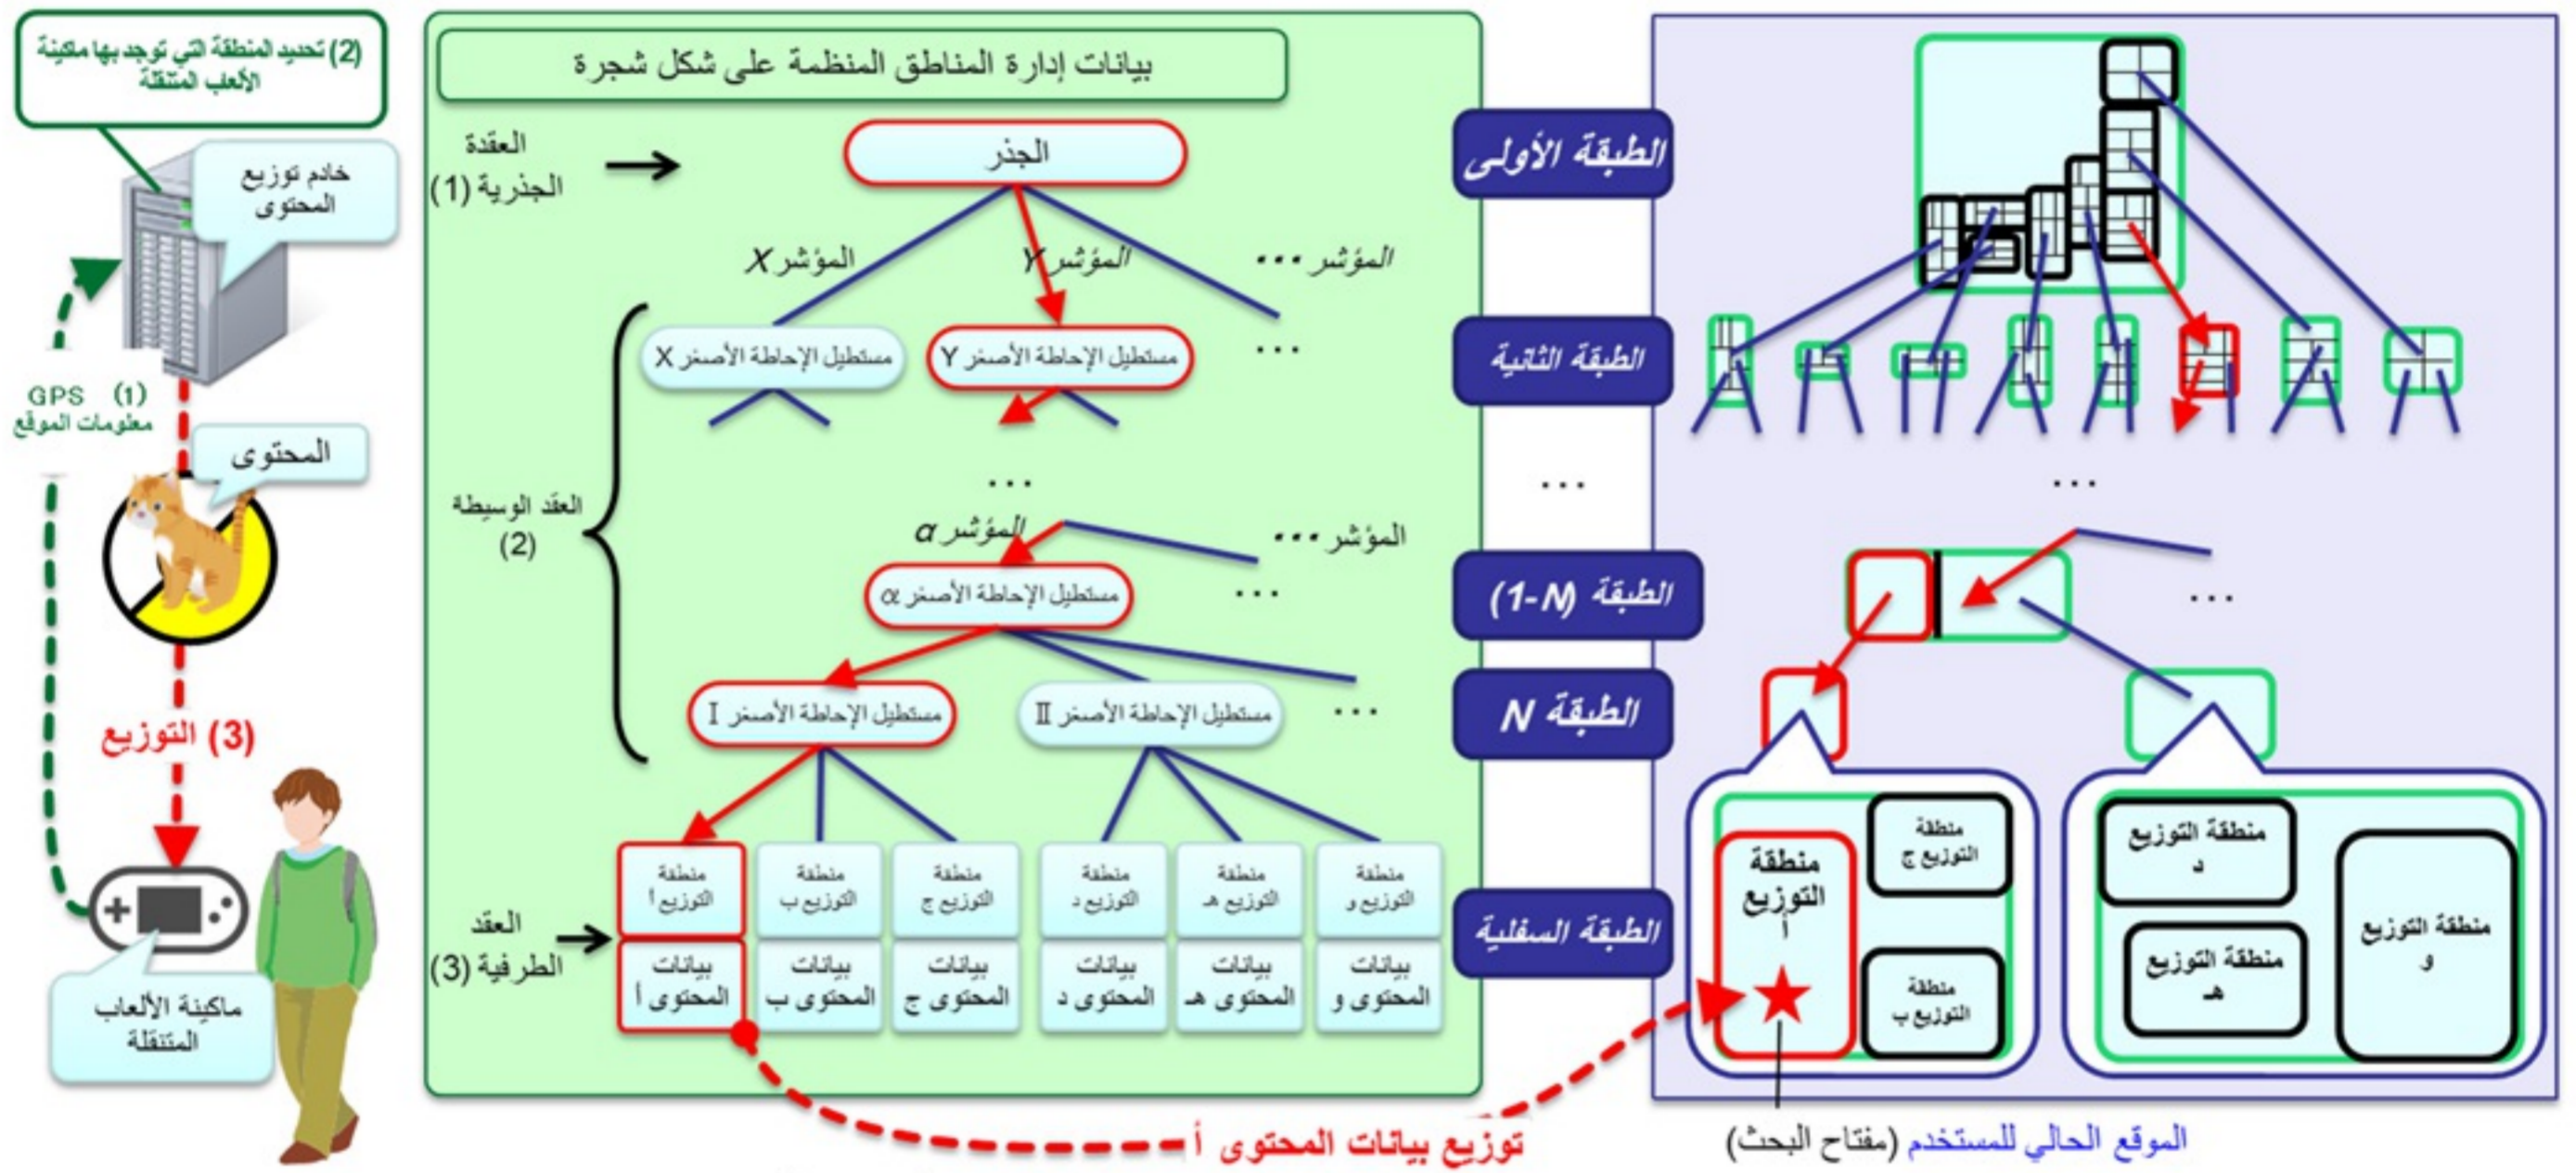 (2) تحديد المنطقة التي توجد بها ماكينة
الألعاب المتنقلة
خادم توزيع
المحتوى
GPS (1)
معلومات الموقع
المحتوى
(3) التوزيع
ماكينة الألعاب
المتنقلة
بيانات إدارة المناطق المنظمة على شكل شجرة
العقدة
الجذرية (1)
الجذر
المؤشر X
المؤشر Y
المؤشر ...
مستطيل الإحاطة الأصغر X
مستطيل الإحاطة الأصغر Y
...
العقد الوسيطة
(2)
...
المؤشر α
المؤشر ...
مستطيل الإحاطة الأصغر α
...
مستطيل الإحاطة الأصغر I
مستطيل الإحاطة الأصغر II
...
العقد
الطرفية (3)
منطقة
التوزيع أ
بيانات
المحتوى أ
منطقة
التوزيع ب
بيانات
المحتوى ب
منطقة
التوزيع ج
بيانات
المحتوى ج
منطقة
التوزيع د
بيانات
المحتوى د
منطقة
التوزيع هـ
بيانات
المحتوى هـ
منطقة
التوزيع و
بيانات
المحتوى و
الطبقة الأولى
الطبقة الثانية
...
الطبقة (1-N)
الطبقة N
الطبقة السفلية
...
...
منطقة
التوزيع
أ
منطقة
التوزيع ج
منطقة
التوزيع ب
منطقة التوزيع
د
منطقة التوزيع
هـ
منطقة التوزيع
و
توزيع بيانات المحتوى أ
الموقع الحالي للمستخدم (مفتاح البحث)